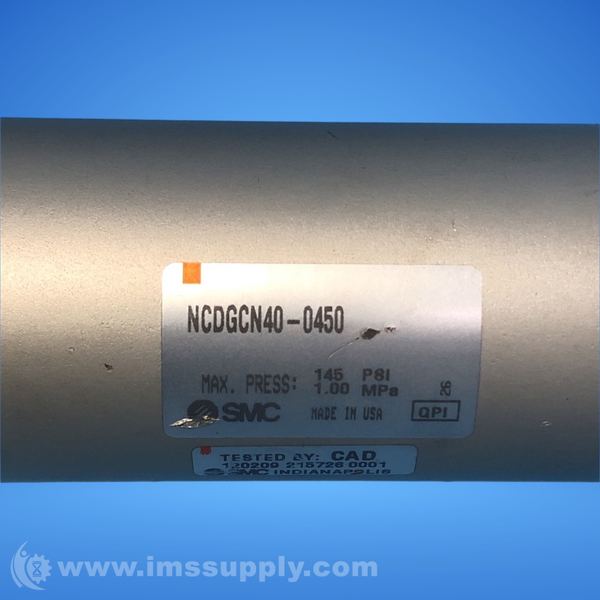 NCDGCN40-0450
MAX. PRESS: 145 PSI
1.00 MPa
SMC MADE IN USA QPI 26
TESTED BY: CAD
120209 215726 0001
SMC INDIANAPOLIS
www.imssupply.com